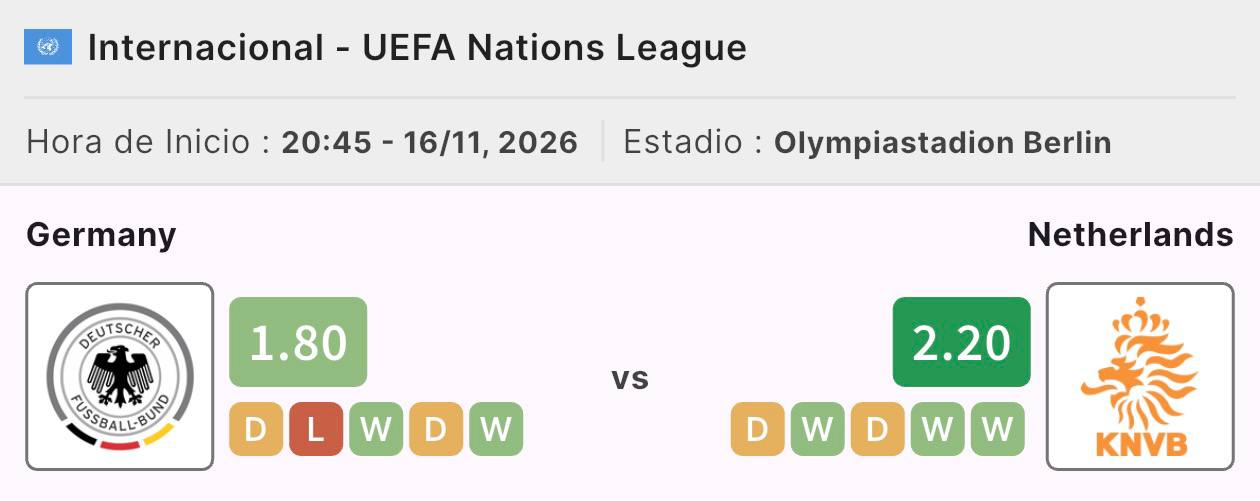 Internacional - UEFA Nations League
Hora de Inicio : 20:45 - 16/11, 2026 Estadio : Olympiastadion Berlin
Germany Netherlands
DEUTSCHER FUSSBALL-BUND
1.80
D L W D W
vs
2.20
D W D W W
KNVB